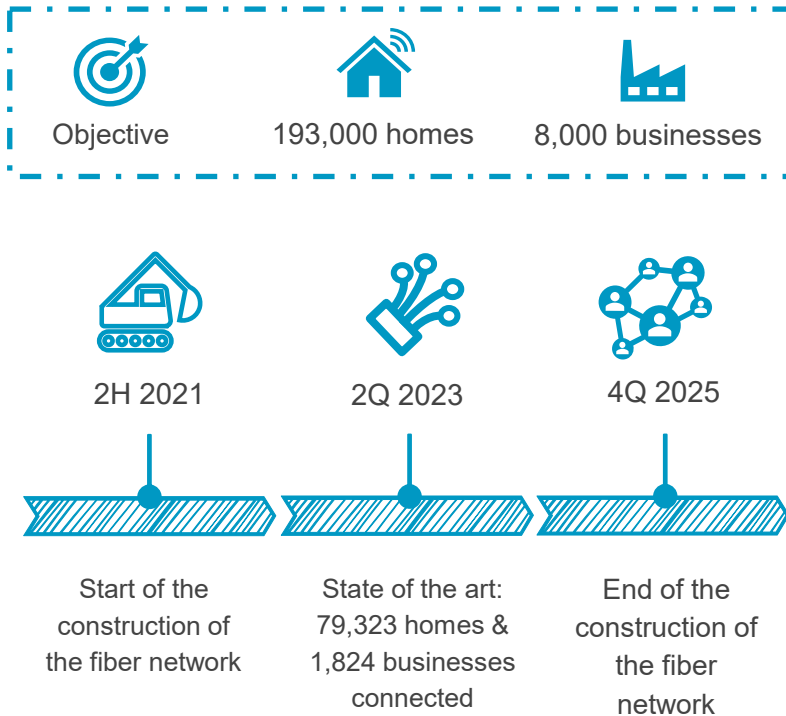 Objective
193,000 homes
8,000 businesses
2H 2021
2Q 2023
4Q 2025
Start of the
construction of
the fiber network
State of the art:
79,323 homes &
1,824 businesses
connected
End of the
construction of
the fiber
network